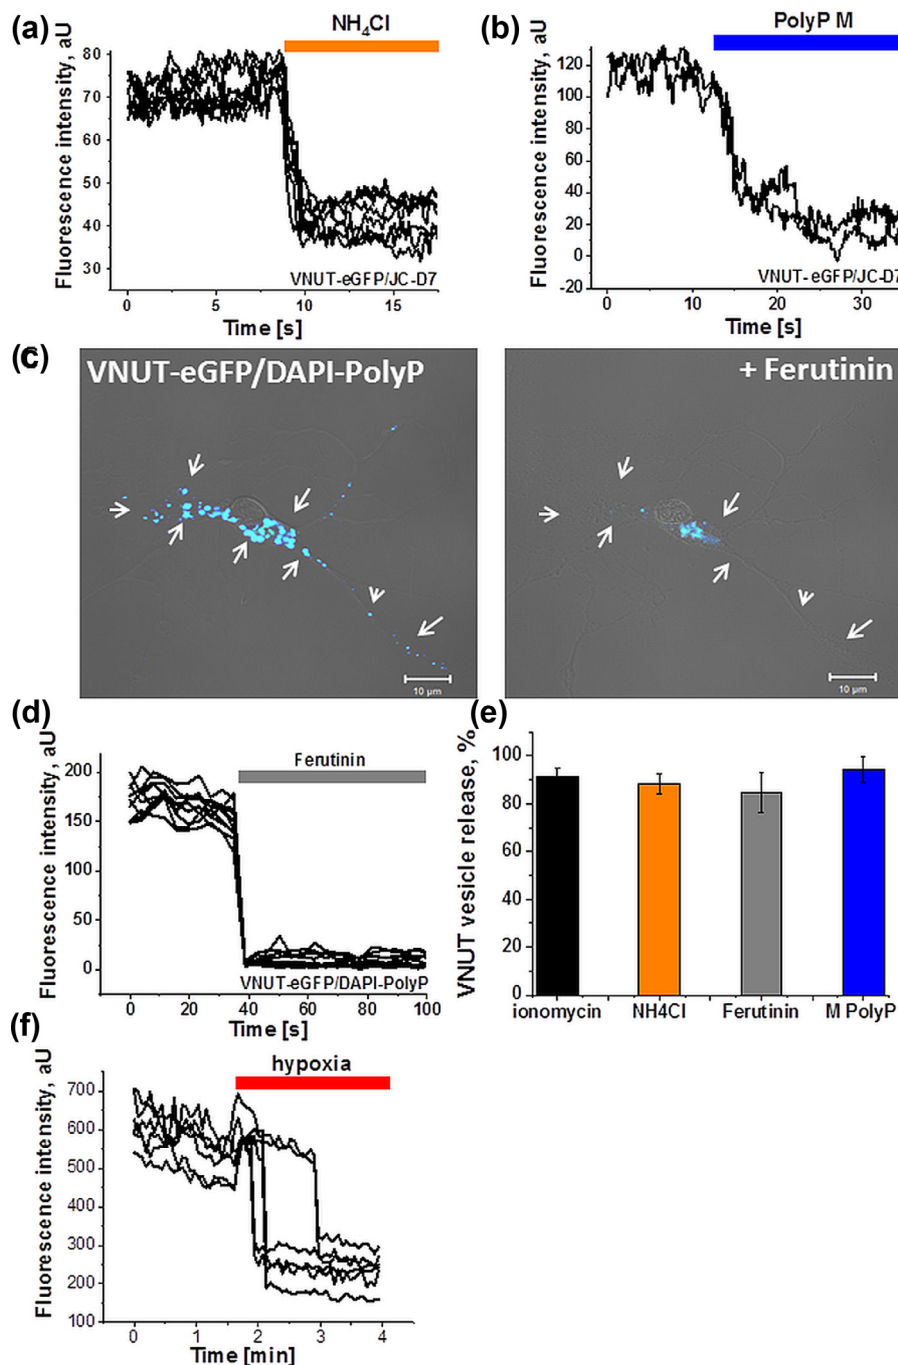 (a)
NH4Cl
Fluorescence intensity, aU
80
70
60
50
40
30
0
5
10
15
VNUT-eGFP/JC-D7
Time [s]
(b)
PolyP M
Fluorescence intensity, aU
120
100
80
60
40
20
0
-20
0
10
20
30
VNUT-eGFP/JC-D7
Time [s]
(c)
VNUT-eGFP/DAPI-PolyP
10 µm
+ Ferutinin
10 µm
(d)
Ferutinin
Fluorescence intensity, aU
200
150
100
50
0
VNUT-eGFP/DAPI-PolyP
0
20
40
60
80
100
Time [s]
(e)
VNUT vesicle release, %
100
80
60
40
20
0
ionomycin
NH4Cl
Ferutinin
M PolyP
(f)
hypoxia
Fluorescence intensity, aU
700
600
500
400
300
200
100
0
1
2
3
4
Time [min]